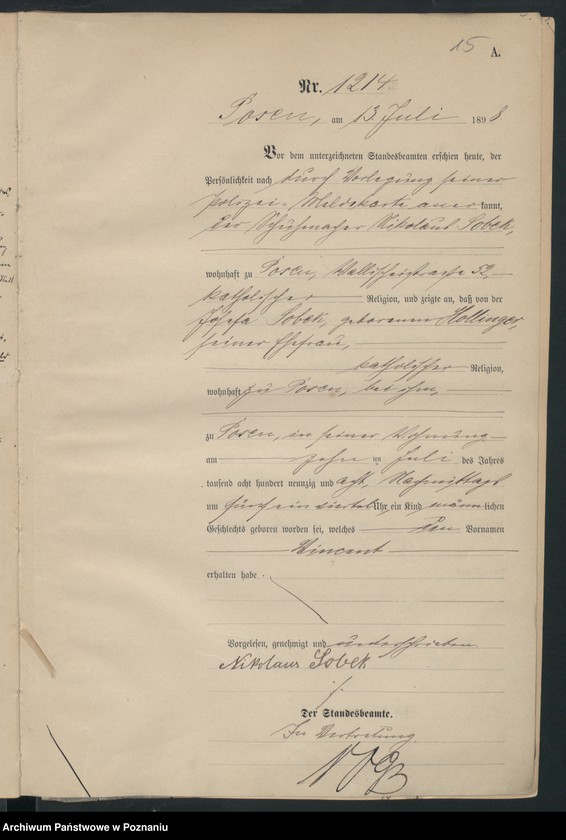 15 A.
Nr. 1214
Posen, am 13 Juli 1898
Vor dem unterzeichneten Standesbeamten erschien heute, der
Persönlichkeit nach durch Vorlegung seiner
Polizei-Meldekarte anerkannt,
der Schuhmacher Nikolaus Sobek,
wohnhaft zu Posen, Wallischeistraße 52,
katholischer Religion, und zeigte an, daß von der
Josefa Sobek, geborenen Hollinger,
seiner Ehefrau,
katholischer Religion,
wohnhaft zu Posen, bei ihm,
zu Posen, in seiner Wohnung
am zehn ten Juli des Jahres
tausend acht hundert neunzig und acht, Nachmittags
um fünf ein viertel Uhr, ein Kind männlichen
Geschlechts geboren worden sei, welches den Vornamen
Vincent
erhalten habe.
Vorgelesen, genehmigt und unterschrieben
Nikolaus Sobek
Der Standesbeamte.
In Vertretung
Archiwum Państwowe w Poznaniu